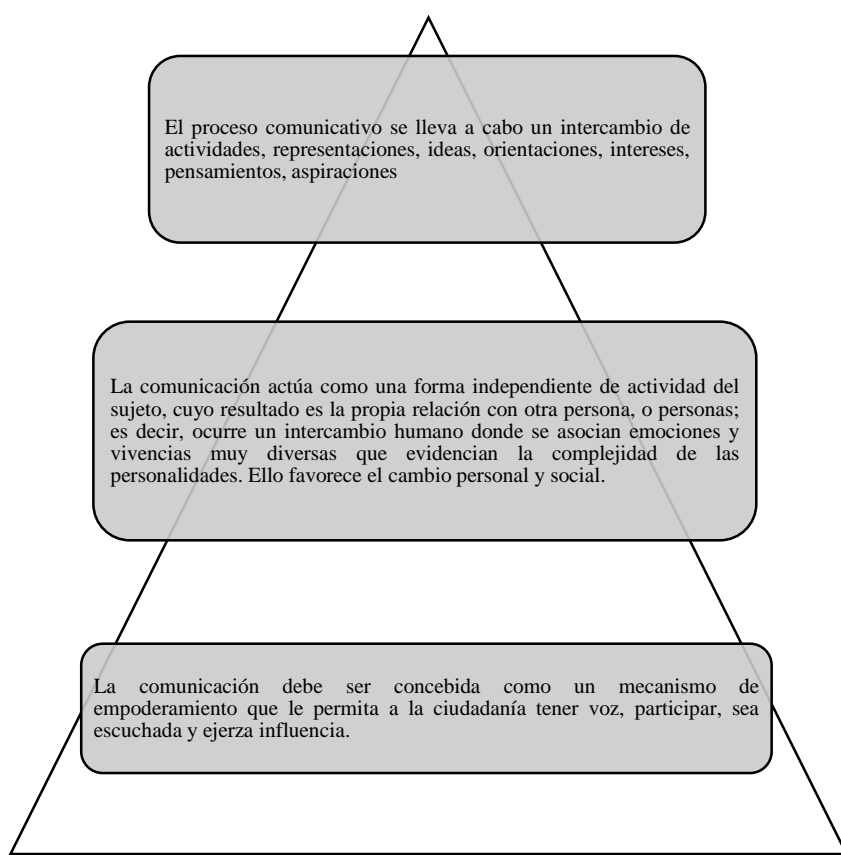 El proceso comunicativo se lleva a cabo un intercambio de
actividades, representaciones, ideas, orientaciones, intereses,
pensamientos, aspiraciones
La comunicación actúa como una forma independiente de actividad del
sujeto, cuyo resultado es la propia relación con otra persona, o personas;
es decir, ocurre un intercambio humano donde se asocian emociones y
vivencias muy diversas que evidencian la complejidad de las
personalidades. Ello favorece el cambio personal y social.
La comunicación debe ser concebida como un mecanismo de
empoderamiento que le permita a la ciudadanía tener voz, participar, sea
escuchada y ejerza influencia.